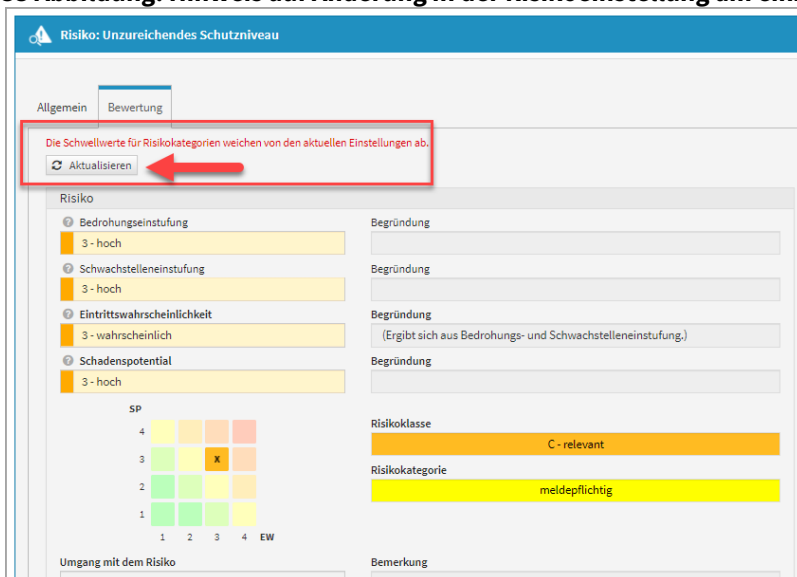 Risiko: Unzureichendes Schutzniveau
Allgemein Bewertung
Die Schwellwerte für Risikokategorien weichen von den aktuellen Einstellungen ab.
Aktualisieren
Risiko
Bedrohungseinstufung Begründung
3 - hoch
Schwachstelleneinstufung Begründung
3 - hoch
Eintrittswahrscheinlichkeit Begründung
3 - wahrscheinlich (Ergibt sich aus Bedrohungs- und Schwachstelleneinstufung.)
Schadenspotential Begründung
3 - hoch
SP
4 Risikoklasse
C - relevant
3 X
Risikokategorie
2 meldepflichtig
1
1 2 3 4 EW
Umgang mit dem Risiko Bemerkung